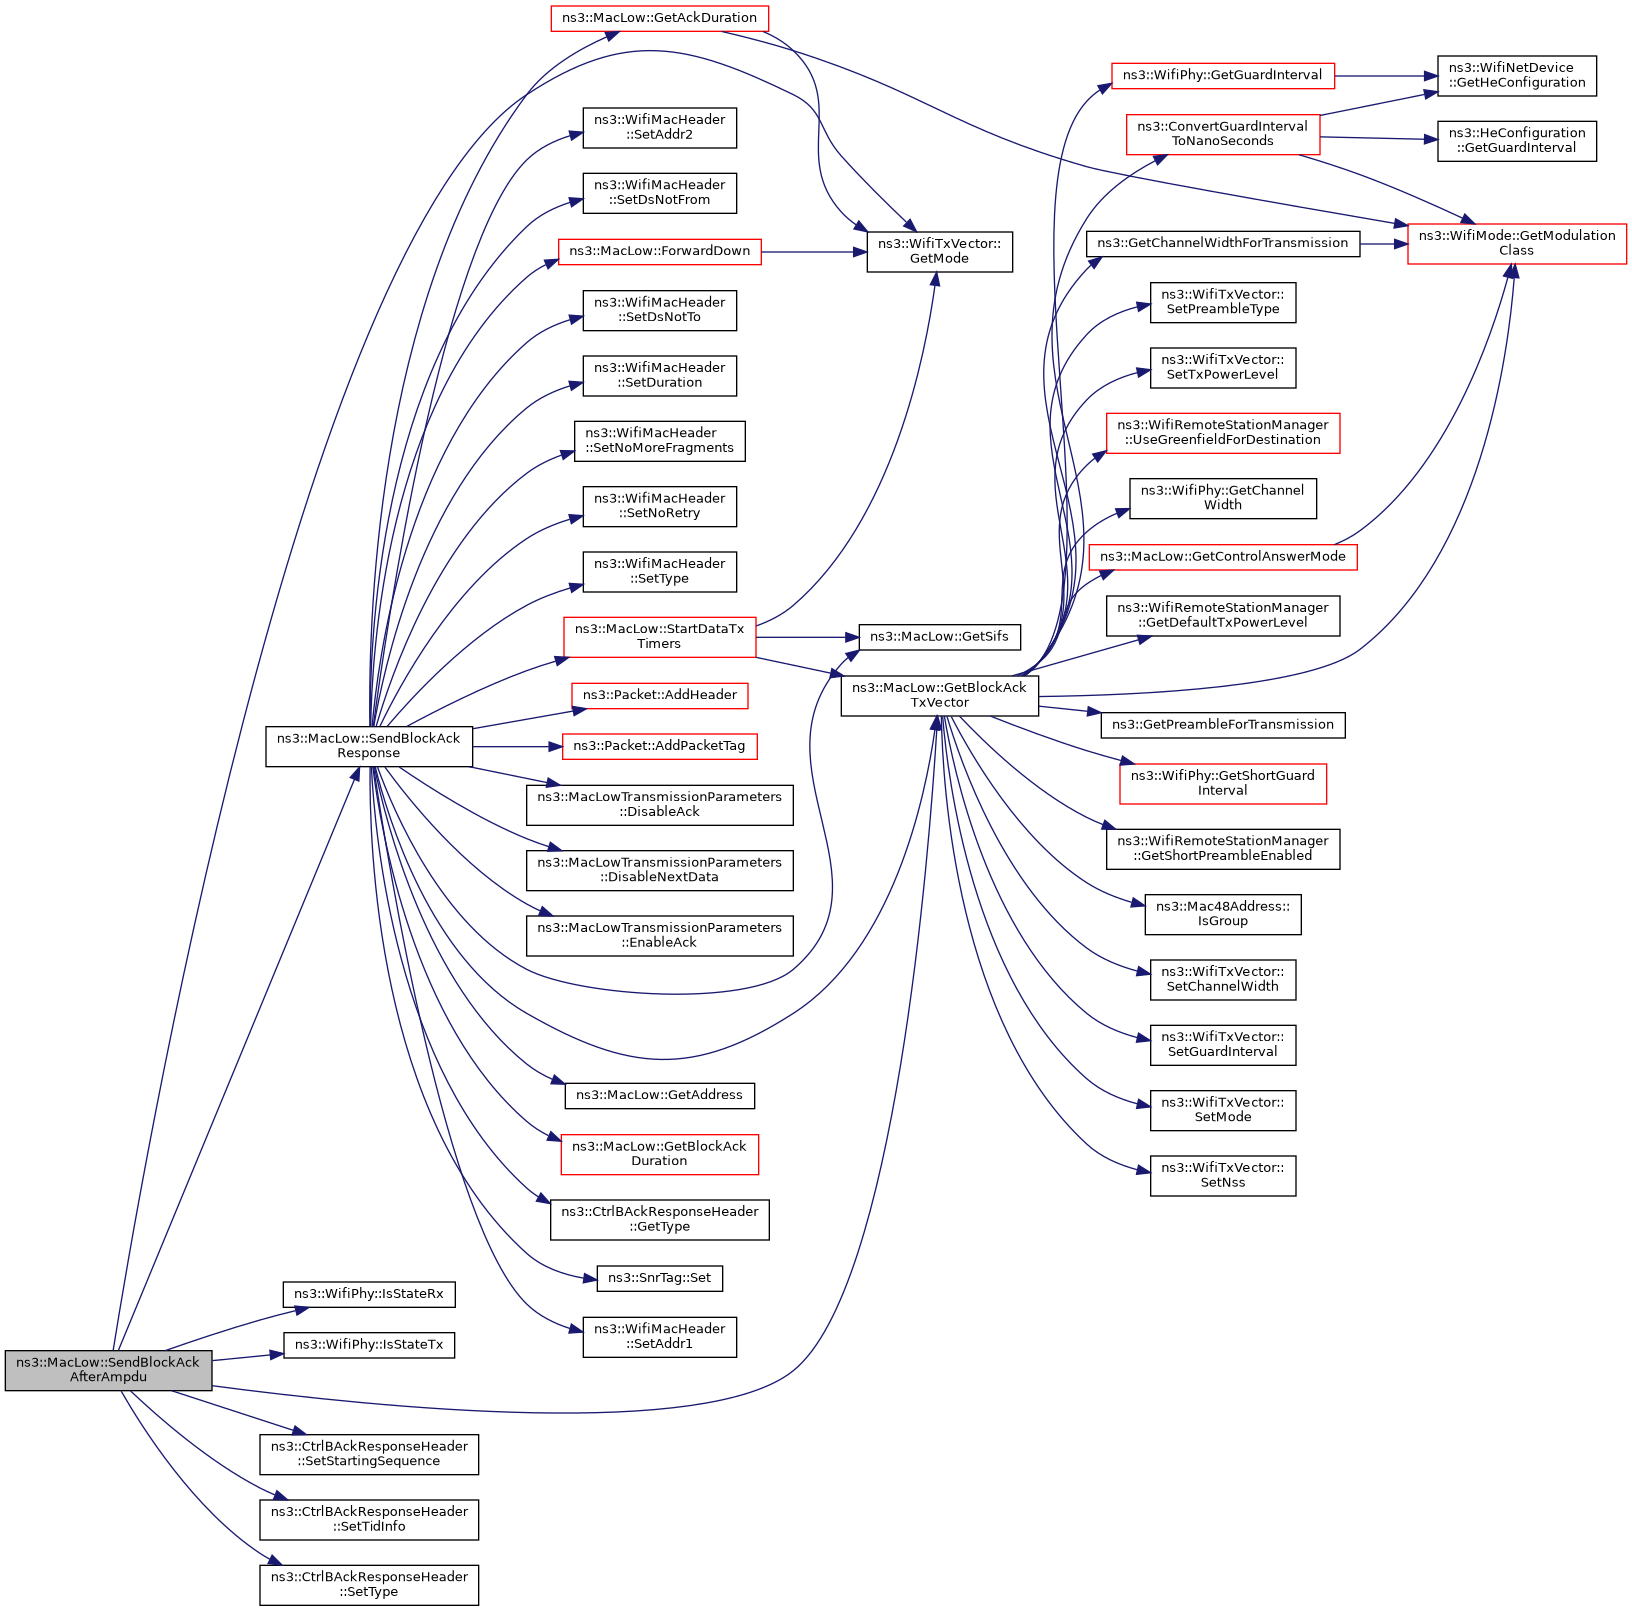 ns3::MacLow::SendBlockAck
AfterAmpdu
ns3::MacLow::SendBlockAck
Response
ns3::WifiPhy::IsStateRx
ns3::WifiPhy::IsStateTx
ns3::CtrlBAckResponseHeader
::SetStartingSequence
ns3::CtrlBAckResponseHeader
::SetTidInfo
ns3::CtrlBAckResponseHeader
::SetType
ns3::MacLow::GetAckDuration
ns3::WifiMacHeader
::SetAddr2
ns3::WifiMacHeader
::SetDsNotFrom
ns3::MacLow::ForwardDown
ns3::WifiMacHeader
::SetDsNotTo
ns3::WifiMacHeader
::SetDuration
ns3::WifiMacHeader
::SetNoMoreFragments
ns3::WifiMacHeader
::SetNoRetry
ns3::WifiMacHeader
::SetType
ns3::MacLow::StartDataTx
Timers
ns3::Packet::AddHeader
ns3::Packet::AddPacketTag
ns3::MacLowTransmissionParameters
::DisableAck
ns3::MacLowTransmissionParameters
::DisableNextData
ns3::MacLowTransmissionParameters
::EnableAck
ns3::MacLow::GetAddress
ns3::MacLow::GetBlockAck
Duration
ns3::CtrlBAckResponseHeader
::GetType
ns3::SnrTag::Set
ns3::WifiMacHeader
::SetAddr1
ns3::WifiTxVector::
GetMode
ns3::MacLow::GetSifs
ns3::MacLow::GetBlockAck
TxVector
ns3::WifiPhy::GetGuardInterval
ns3::ConvertGuardInterval
ToNanoSeconds
ns3::GetChannelWidthForTransmission
ns3::WifiTxVector::
SetPreambleType
ns3::WifiTxVector::
SetTxPowerLevel
ns3::WifiRemoteStationManager
::UseGreenfieldForDestination
ns3::WifiPhy::GetChannel
Width
ns3::MacLow::GetControlAnswerMode
ns3::WifiRemoteStationManager
::GetDefaultTxPowerLevel
ns3::GetPreambleForTransmission
ns3::WifiPhy::GetShortGuard
Interval
ns3::WifiRemoteStationManager
::GetShortPreambleEnabled
ns3::Mac48Address::
IsGroup
ns3::WifiTxVector::
SetChannelWidth
ns3::WifiTxVector::
SetGuardInterval
ns3::WifiTxVector::
SetMode
ns3::WifiTxVector::
SetNss
ns3::WifiNetDevice
::GetHeConfiguration
ns3::HeConfiguration
::GetGuardInterval
ns3::WifiMode::GetModulation
Class